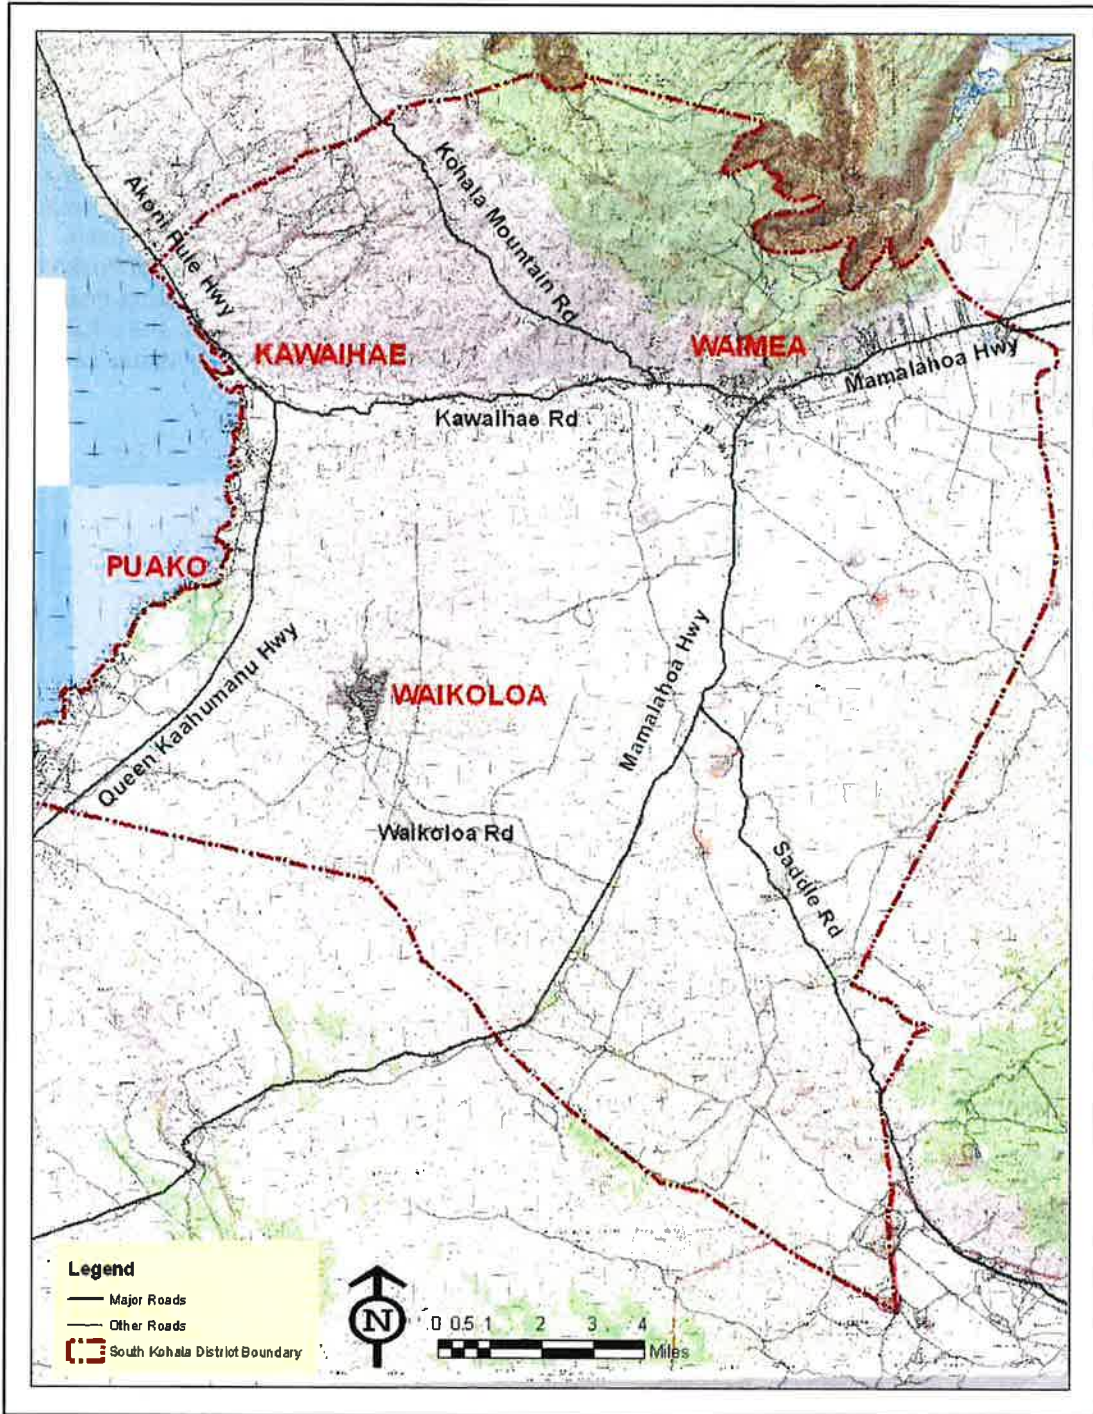 Kohala Mountain Rd
Akoni Pule Hwy
KAWAIHAE
WAIMEA
Mamalahoa Hwy
Kawaihae Rd
PUAKO
WAIKOLOA
Queen Kaahumanu Hwy
Mamalahoa Hwy
Waikoloa Rd
Saddle Rd
Legend
Major Roads
Other Roads
South Kohala District Boundary
N
0 0.5 1 2 3 4
Miles